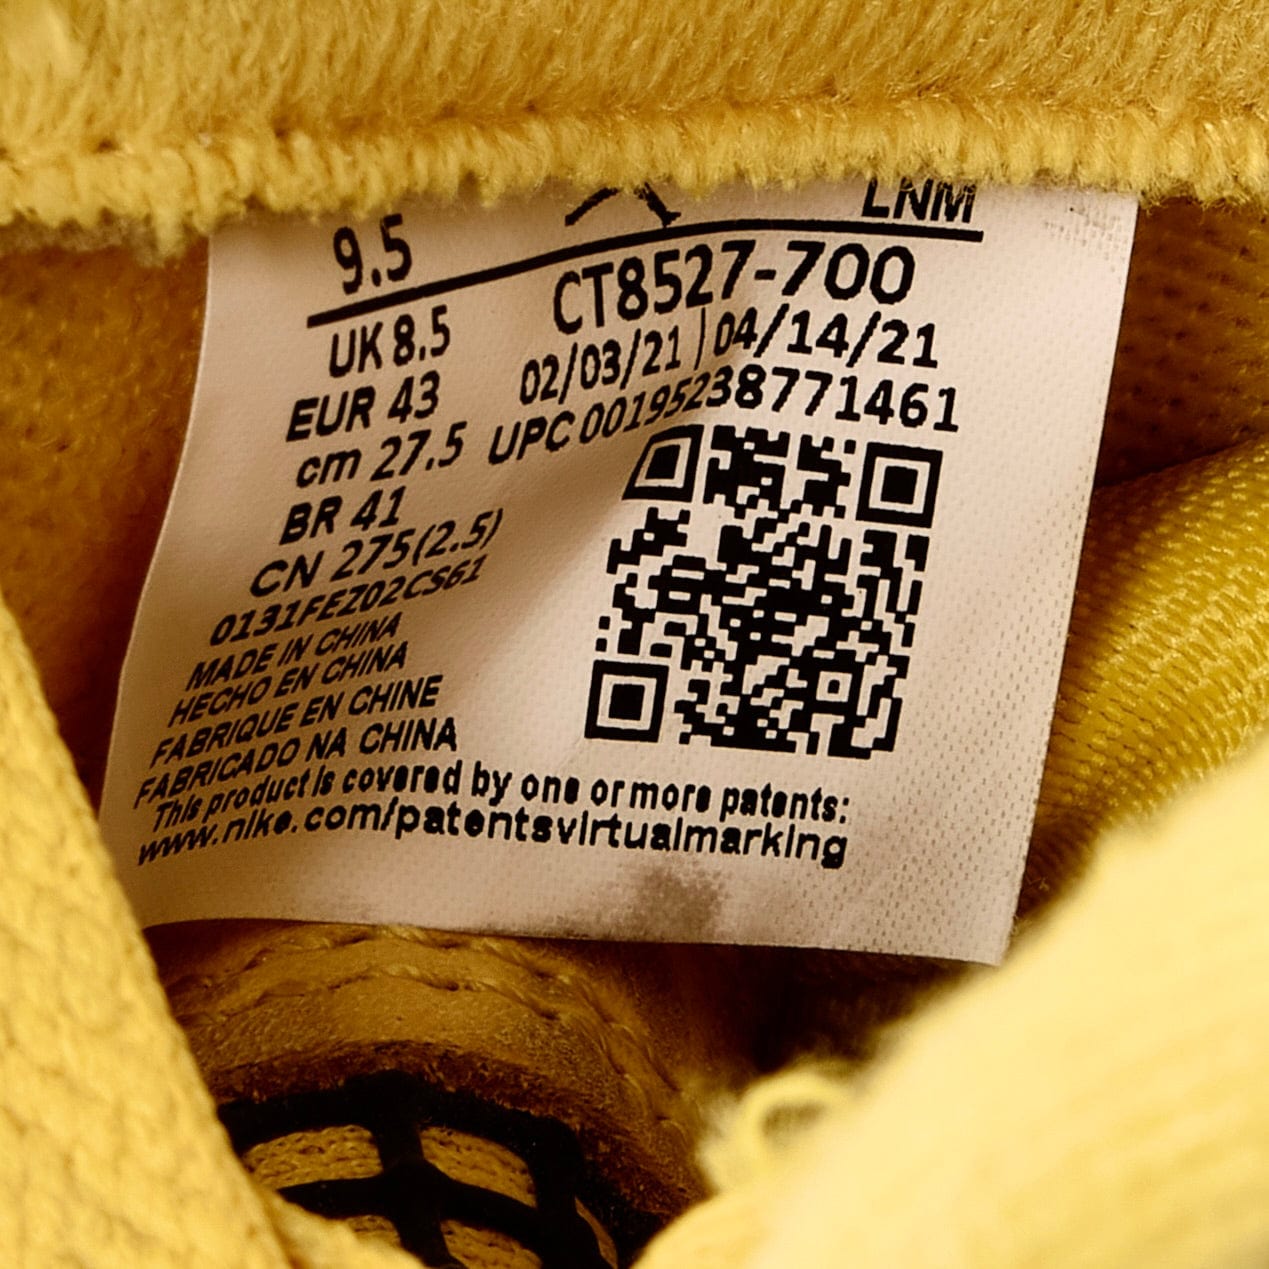 9.5 LNM
UK 8.5 CT8527-700
EUR 43 02/03/21 | 04/14/21
cm 27.5 UPC 00195238771461
BR 41
CN 275(2.5)
0131FEZ02CS61
MADE IN CHINA
HECHO EN CHINA
FABRIQUE EN CHINE
FABRICADO NA CHINA
This product is covered by one or more patents:
www.nike.com/patentsvirtualmarking